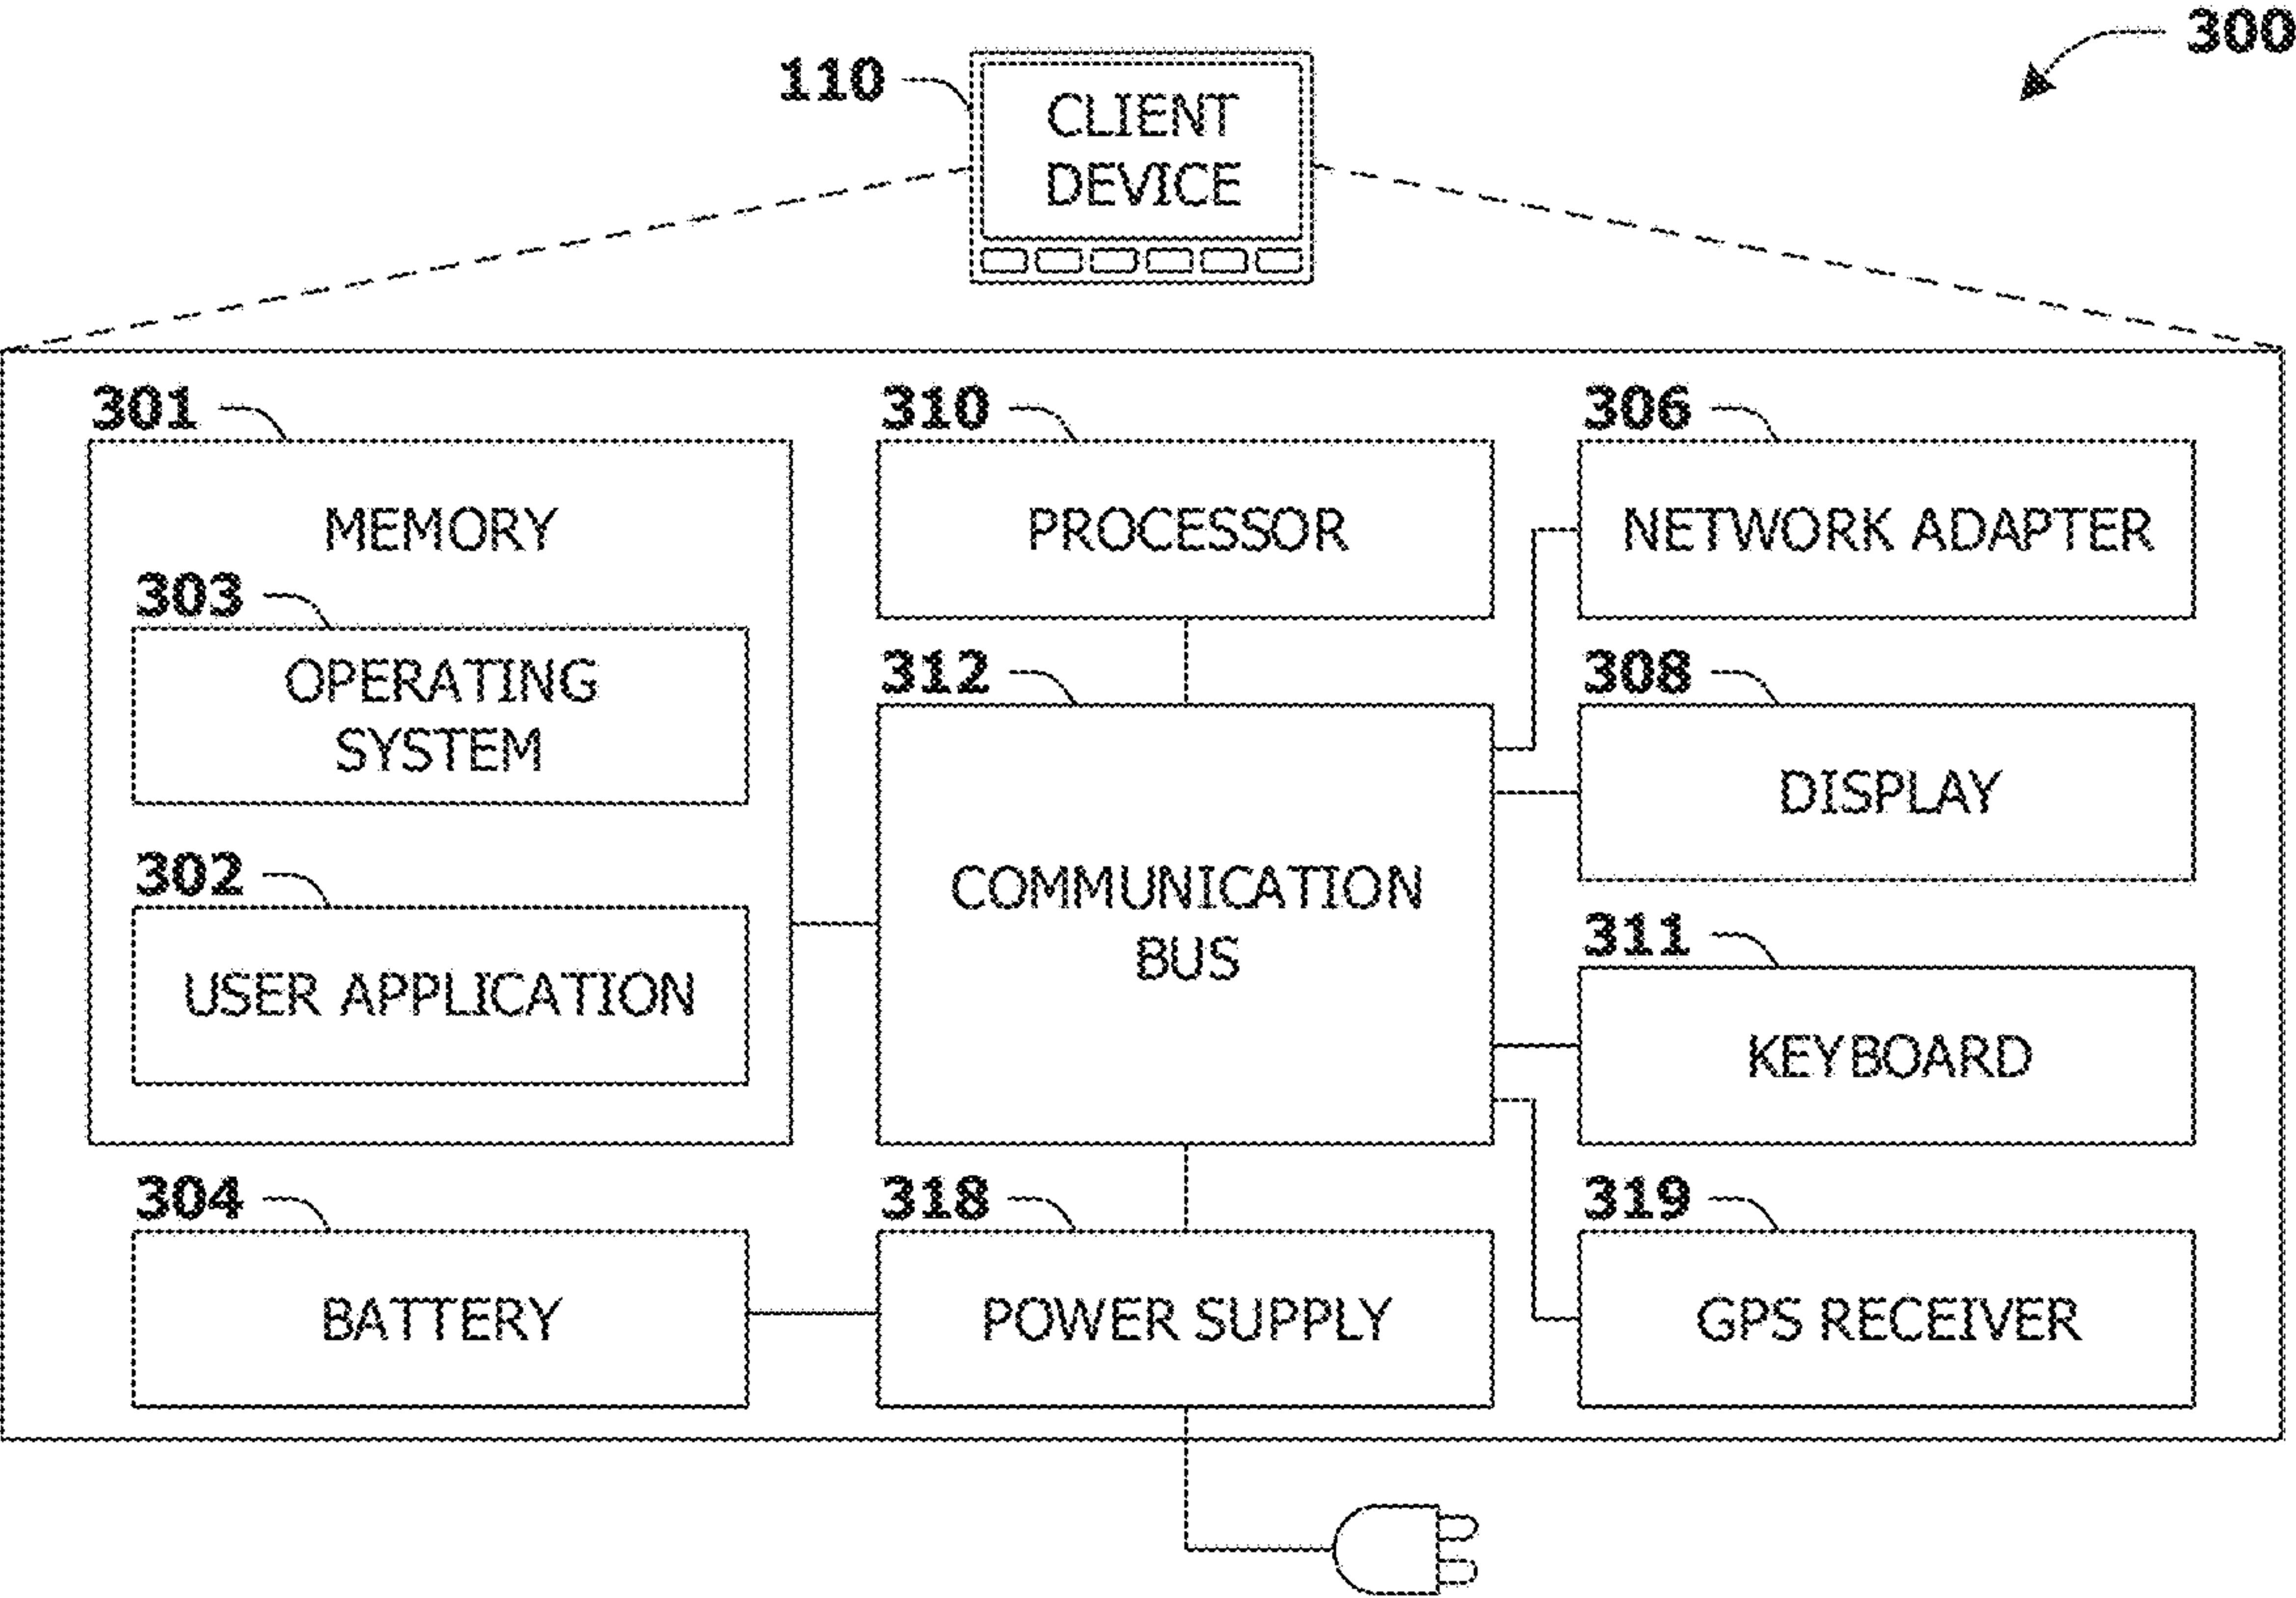 300
110
CLIENT
DEVICE
301
310
306
MEMORY
PROCESSOR
NETWORK ADAPTER
303
312
308
OPERATING
SYSTEM
DISPLAY
302
COMMUNICATION
BUS
311
USER APPLICATION
KEYBOARD
304
318
319
BATTERY
POWER SUPPLY
GPS RECEIVER